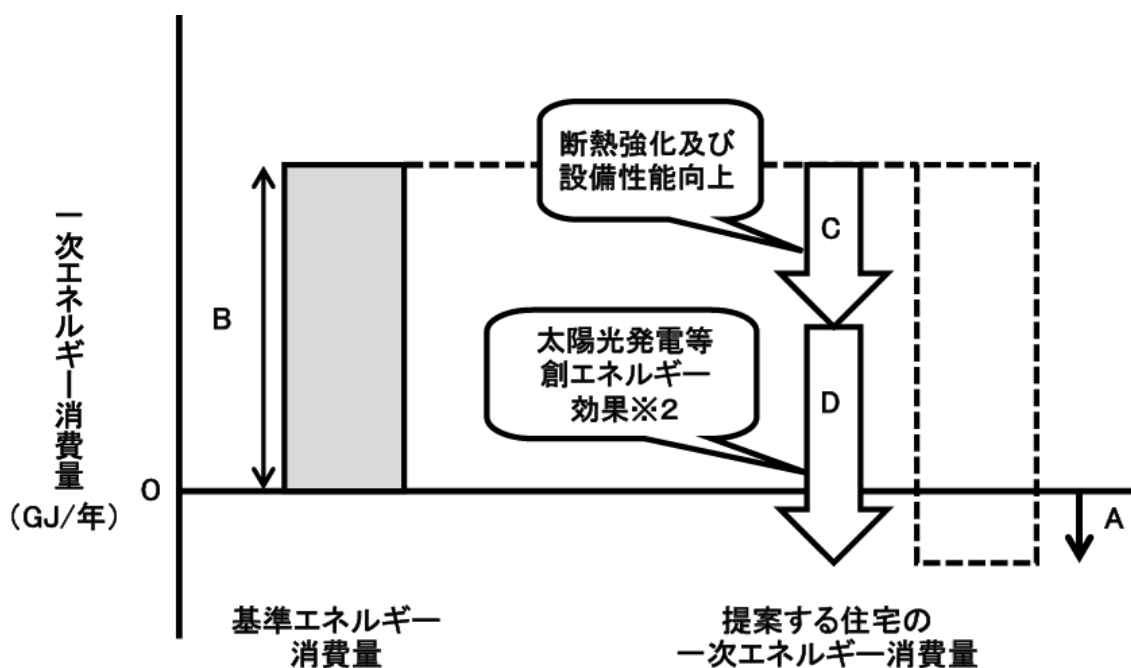 断熱強化及び
設備性能向上
C
B
太陽光発電等
創エネルギー
効果※2
D
一次エネルギー消費量
(GJ/年)
0
A
基準エネルギー
消費量
提案する住宅の
一次エネルギー消費量